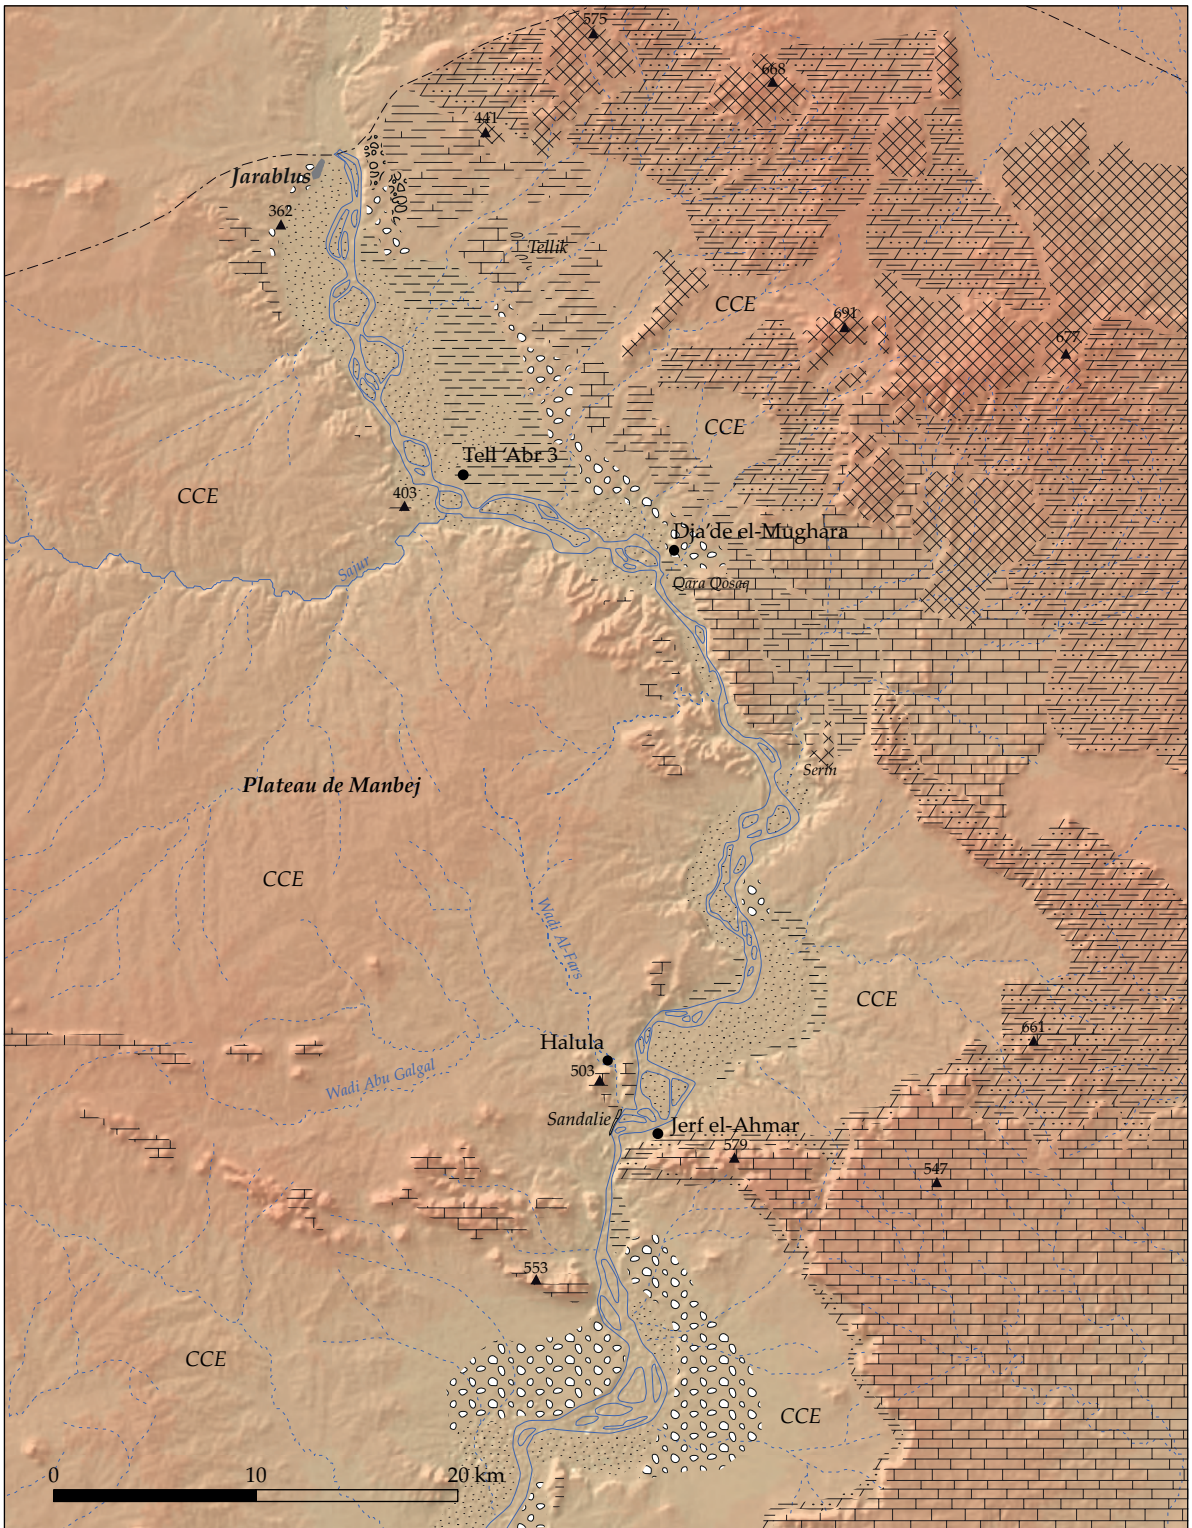 575
668
441
Jarablus
362
Tellik
CCE
691
677
CCE
Tell ʿAbr 3
CCE
403
Dja’de el-Mughara
Sajur
Qara Qosaq
Serin
Plateau de Manbej
CCE
Wadi Al-Fars
CCE
661
Halula
503
Wadi Abu Galgal
Sandalie
Jerf el-Ahmar
579
547
553
CCE
CCE
0 10 20 km